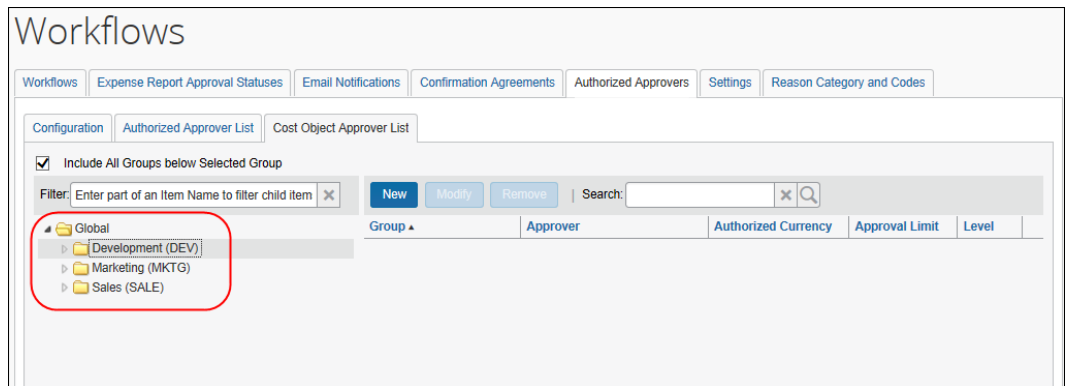 Workflows
Workflows Expense Report Approval Statuses Email Notifications Confirmation Agreements Authorized Approvers Settings Reason Category and Codes
Configuration Authorized Approver List Cost Object Approver List
Include All Groups below Selected Group
Filter: Enter part of an Item Name to filter child item New Modify Remove | Search:
Global Group Approver Authorized Currency Approval Limit Level
Development (DEV)
Marketing (MKTG)
Sales (SALE)